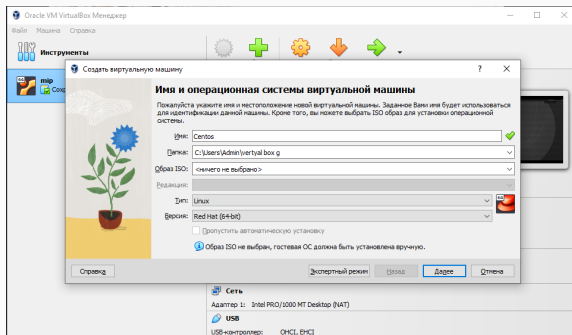 Oracle VM VirtualBox Менеджер
Файл Машина Справка
Инструменты
mip
Создать виртуальную машину
Имя и операционная система виртуальной машины
Пожалуйста укажите имя и местоположение новой виртуальной машины. Заданное Вами имя будет использоваться
для идентификации данной машины. Кроме того, вы можете выбрать ISO образ для установки операционной
системы.
Имя: Centos
Папка: C:\Users\Admin\vertyal box g
Образ ISO: <ничего не выбрано>
Редакция:
Тип: Linux
Версия: Red Hat (64-bit)
Пропустить автоматическую установку
Образ ISO не выбран, гостевая ОС должна быть установлена вручную.
Справка Экспертный режим Назад Далее Отмена
Сеть
Адаптер 1: Intel PRO/1000 MT Desktop (NAT)
USB
USB-контроллер: OHCI, EHCI